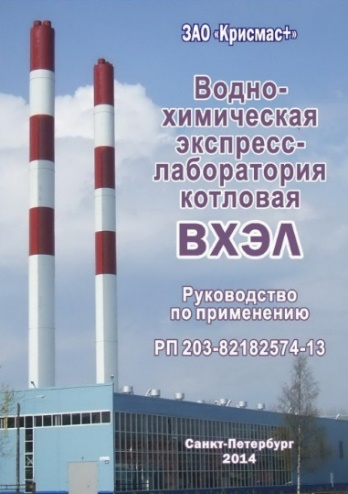 ЗАО «Крисмас+»
Водно-
химическая
экспресс-
лаборатория
котловая
ВХЭЛ
Руководство
по применению
РП 203-82182574-13
Санкт-Петербург
2014